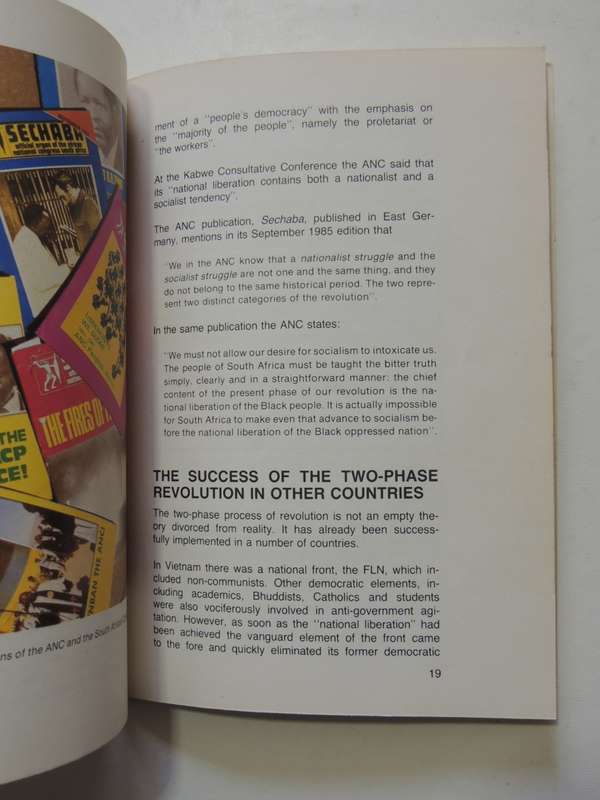 SECHABA
official organ of the african
national congress south africa
THE FIRES OF
THE
CP
CE!
UNBAN THE ANC!
ns of the ANC and the South
ment of a "people's democracy" with the emphasis on
the "majority of the people", namely the proletariat or
"the workers".
At the Kabwe Consultative Conference the ANC said that
its "national liberation contains both a nationalist and a
socialist tendency".
The ANC publication, Sechaba, published in East Ger-
many, mentions in its September 1985 edition that
"We in the ANC know that a nationalist struggle and the
socialist struggle are not one and the same thing, and they
do not belong to the same historical period. The two repre-
sent two distinct categories of the revolution".
In the same publication the ANC states:
"We must not allow our desire for socialism to intoxicate us.
The people of South Africa must be taught the bitter truth
simply, clearly and in a straightforward manner: the chief
content of the present phase of our revolution is the na-
tional liberation of the Black people. It is actually impossible
for South Africa to make even that advance to socialism be-
fore the national liberation of the Black oppressed nation".
THE SUCCESS OF THE TWO-PHASE
REVOLUTION IN OTHER COUNTRIES
The two-phase process of revolution is not an empty the-
ory divorced from reality. It has already been success-
fully implemented in a number of countries.
In Vietnam there was a national front, the FLN, which in-
cluded non-communists. Other democratic elements, in-
cluding academics, Bhuddists, Catholics and students
were also vociferously involved in anti-government agi-
tation. However, as soon as the "national liberation" had
been achieved the vanguard element of the front came
to the fore and quickly eliminated its former democratic
19